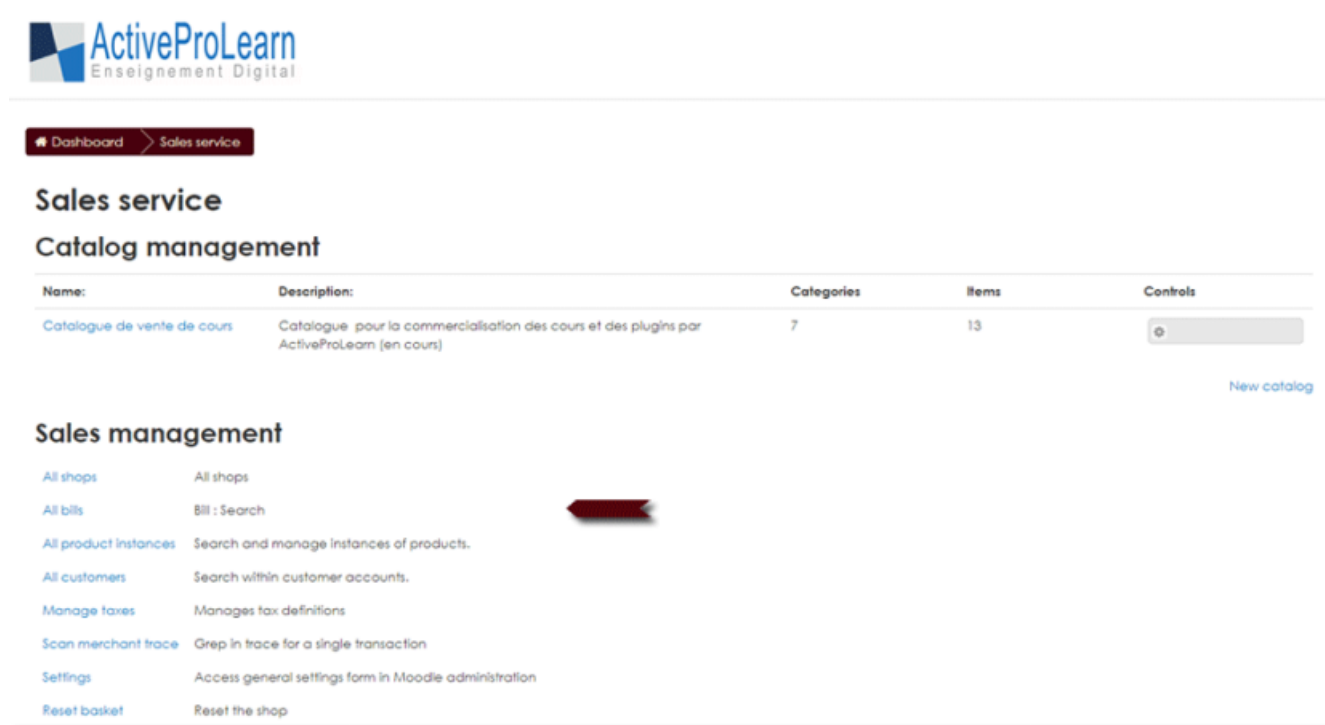 ActiveProLearn
Enseignement Digital
Dashboard Sales service
Sales service
Catalog management
Name: Description: Categories Items Controls
Catalogue de vente de cours Catalogue pour la commercialisation des cours et des plugins par 7 13
ActiveProLearn (en cours)
New catalog
Sales management
All shops All shops
All bills Bill : Search
All product instances Search and manage instances of products.
All customers Search within customer accounts.
Manage taxes Manages tax definitions
Scan merchant trace Grep in trace for a single transaction
Settings Access general settings form in Moodle administration
Reset basket Reset the shop